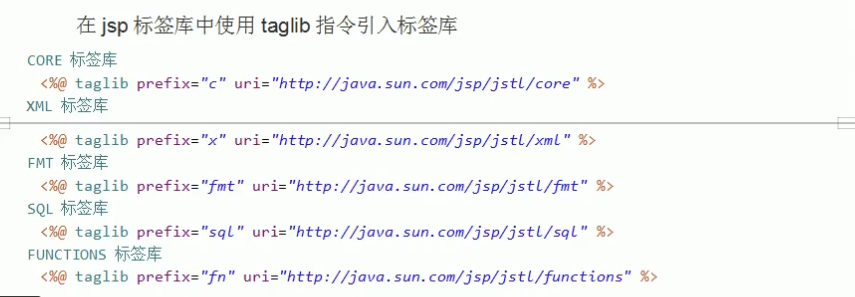 在 jsp 标签库中使用 taglib 指令引入标签库
CORE 标签库
<%@ taglib prefix="c" uri="http://java.sun.com/jsp/jstl/core" %>
XML 标签库
<%@ taglib prefix="x" uri="http://java.sun.com/jsp/jstl/xml" %>
FMT 标签库
<%@ taglib prefix="fmt" uri="http://java.sun.com/jsp/jstl/fmt" %>
SQL 标签库
<%@ taglib prefix="sql" uri="http://java.sun.com/jsp/jstl/sql" %>
FUNCTIONS 标签库
<%@ taglib prefix="fn" uri="http://java.sun.com/jsp/jstl/functions" %>